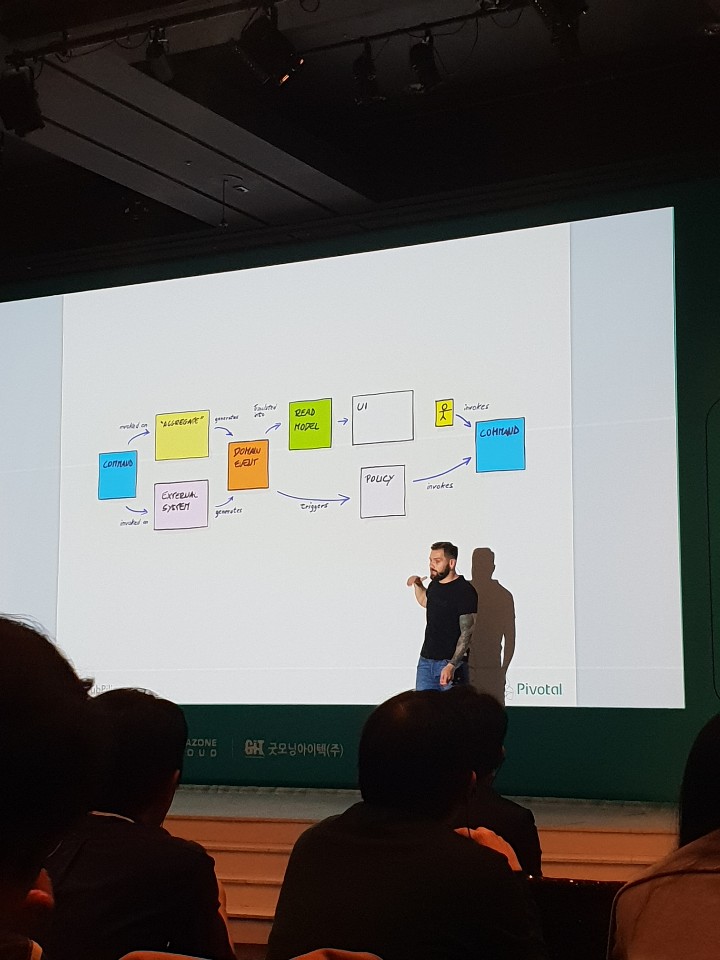 invoked on
"AGGREGATE"
generates
Translated
into
READ
MODEL
UI
invokes
COMMAND
COMMAND
DOMAIN
EVENT
EXTERNAL
SYSTEM
invoked on
generates
triggers
POLICY
invokes
Pivotal
AZONE
OUD
GIT 굿모닝아이텍(주)